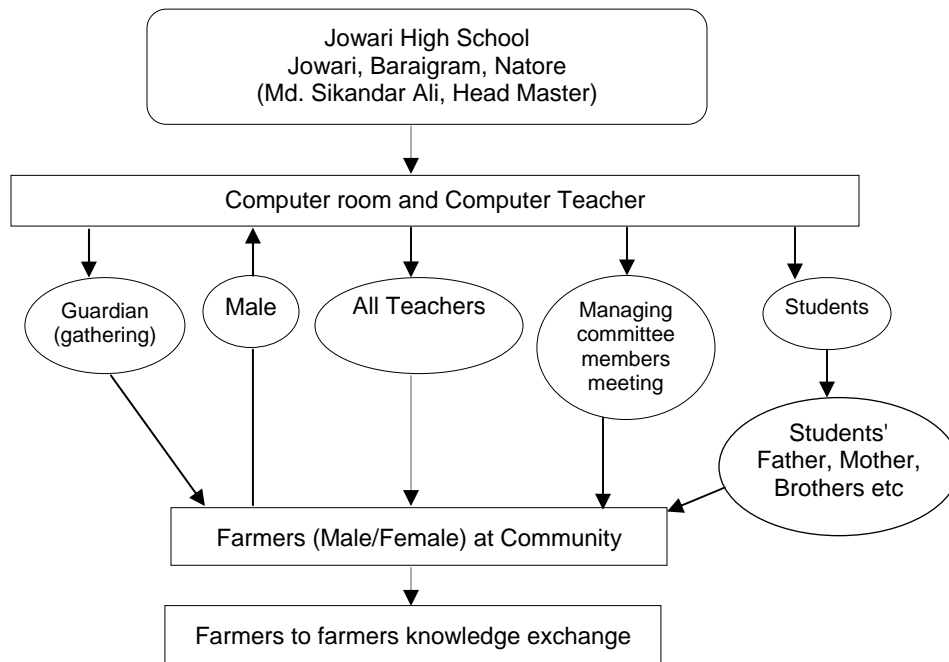 Jowari High School
Jowari, Baraigram, Natore
(Md. Sikandar Ali, Head Master)
Computer room and Computer Teacher
Guardian
(gathering)
Male
All Teachers
Managing
committee
members
meeting
Students
Students'
Father, Mother,
Brothers etc
Farmers (Male/Female) at Community
Farmers to farmers knowledge exchange